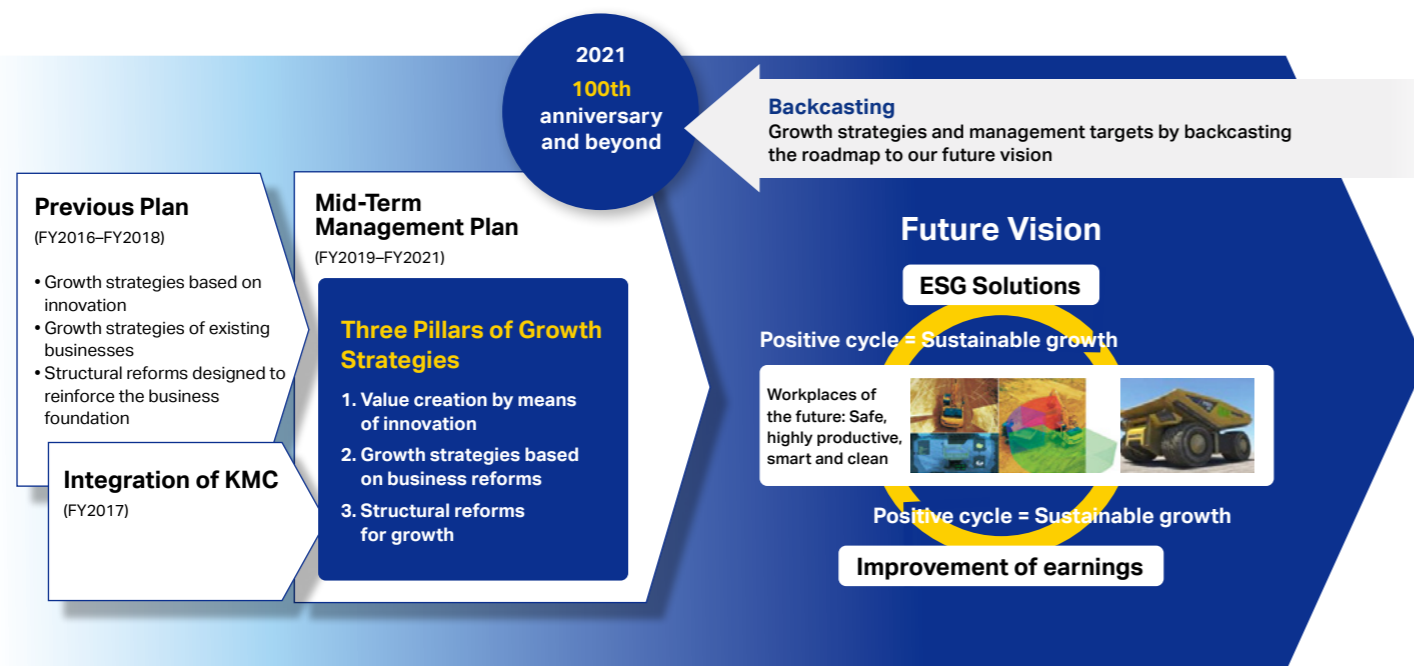 2021
100th
anniversary
and beyond
Backcasting
Growth strategies and management targets by backcasting
the roadmap to our future vision
Previous Plan
(FY2016–FY2018)
• Growth strategies based on
innovation
• Growth strategies of existing
businesses
• Structural reforms designed to
reinforce the business
foundation
Integration of KMC
(FY2017)
Mid-Term
Management Plan
(FY2019–FY2021)
Three Pillars of Growth
Strategies
1. Value creation by means
of innovation
2. Growth strategies based
on business reforms
3. Structural reforms
for growth
Future Vision
ESG Solutions
Positive cycle = Sustainable growth
Workplaces of
the future: Safe,
highly productive,
smart and clean
Positive cycle = Sustainable growth
Improvement of earnings